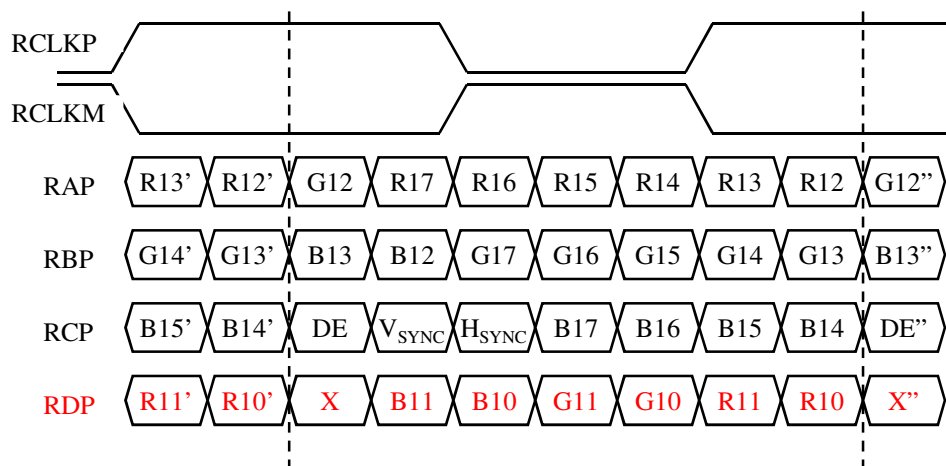 RCLKP
RCLKM
RAP R13’ R12’ G12 R17 R16 R15 R14 R13 R12 G12”
RBP G14’ G13’ B13 B12 G17 G16 G15 G14 G13 B13”
RCP B15’ B14’ DE VSYNC HSYNC B17 B16 B15 B14 DE”
RDP R11’ R10’ X B11 B10 G11 G10 R11 R10 X”